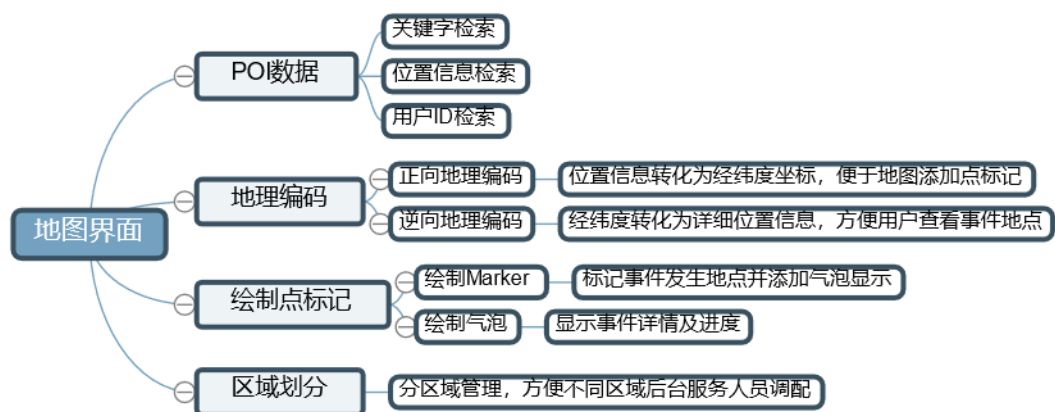 地图界面
POI数据
关键字检索
位置信息检索
用户ID检索
地理编码
正向地理编码
位置信息转化为经纬度坐标，便于地图添加点标记
逆向地理编码
经纬度转化为详细位置信息，方便用户查看事件地点
绘制点标记
绘制Marker
标记事件发生地点并添加气泡显示
绘制气泡
显示事件详情及进度
区域划分
分区域管理，方便不同区域后台服务人员调配